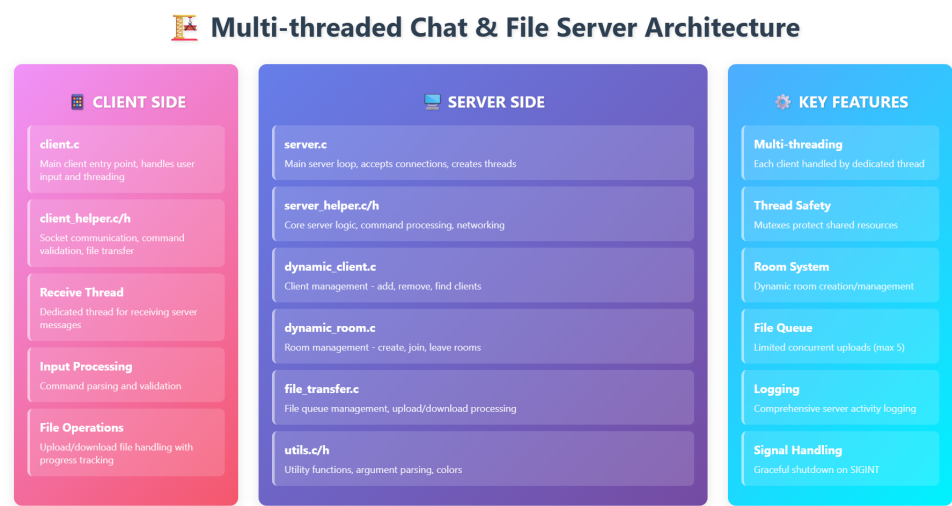 Multi-threaded Chat & File Server Architecture
CLIENT SIDE
client.c
Main client entry point, handles user
input and threading
client_helper.c/h
Socket communication, command
validation, file transfer
Receive Thread
Dedicated thread for receiving server
messages
Input Processing
Command parsing and validation
File Operations
Upload/download file handling with
progress tracking
SERVER SIDE
server.c
Main server loop, accepts connections, creates threads
server_helper.c/h
Core server logic, command processing, networking
dynamic_client.c
Client management - add, remove, find clients
dynamic_room.c
Room management - create, join, leave rooms
file_transfer.c
File queue management, upload/download processing
utils.c/h
Utility functions, argument parsing, colors
KEY FEATURES
Multi-threading
Each client handled by dedicated thread
Thread Safety
Mutexes protect shared resources
Room System
Dynamic room creation/management
File Queue
Limited concurrent uploads (max 5)
Logging
Comprehensive server activity logging
Signal Handling
Graceful shutdown on SIGINT